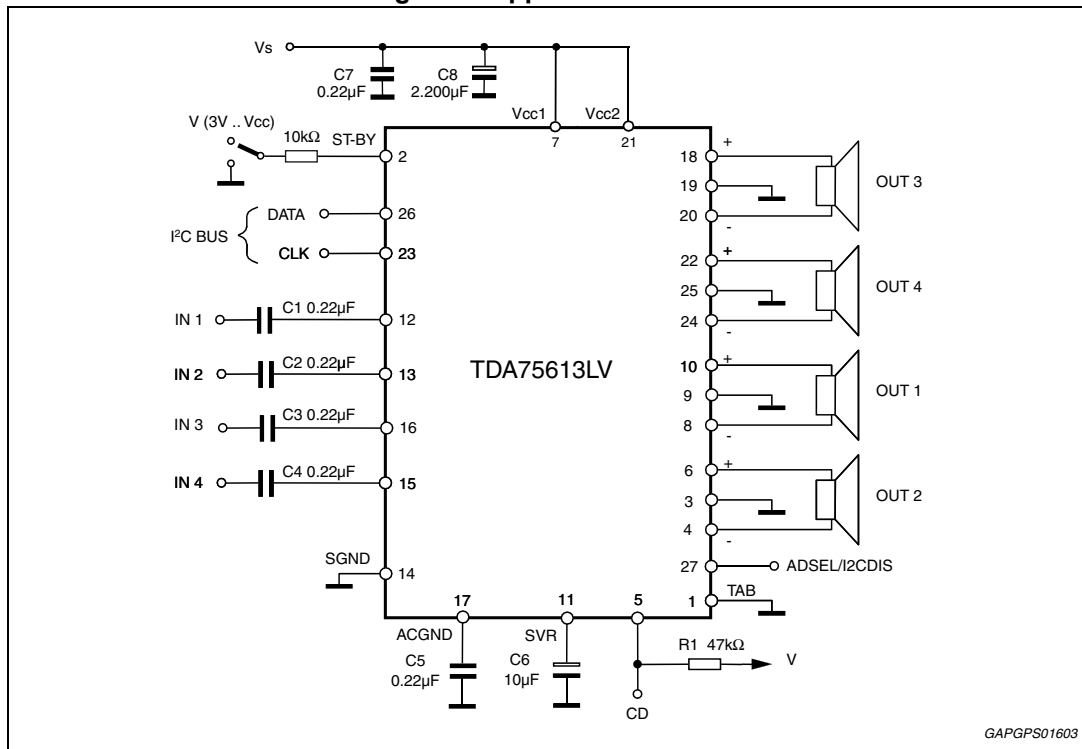 Vs
C7
0.22µF
C8
2.200µF
Vcc1
Vcc2
7
21
V (3V .. Vcc)
10kΩ
ST-BY
2
I²C BUS
DATA
26
CLK
23
IN 1
C1 0.22µF
12
IN 2
C2 0.22µF
13
IN 3
C3 0.22µF
16
IN 4
C4 0.22µF
15
SGND
14
TDA75613LV
18
+
19
20
-
OUT 3
22
+
25
24
-
OUT 4
10
+
9
8
-
OUT 1
6
+
3
4
-
OUT 2
27
ADSEL/I2CDIS
1
TAB
17
ACGND
C5
0.22µF
11
SVR
C6
10µF
5
R1 47kΩ
V
CD
GAPGPS01603